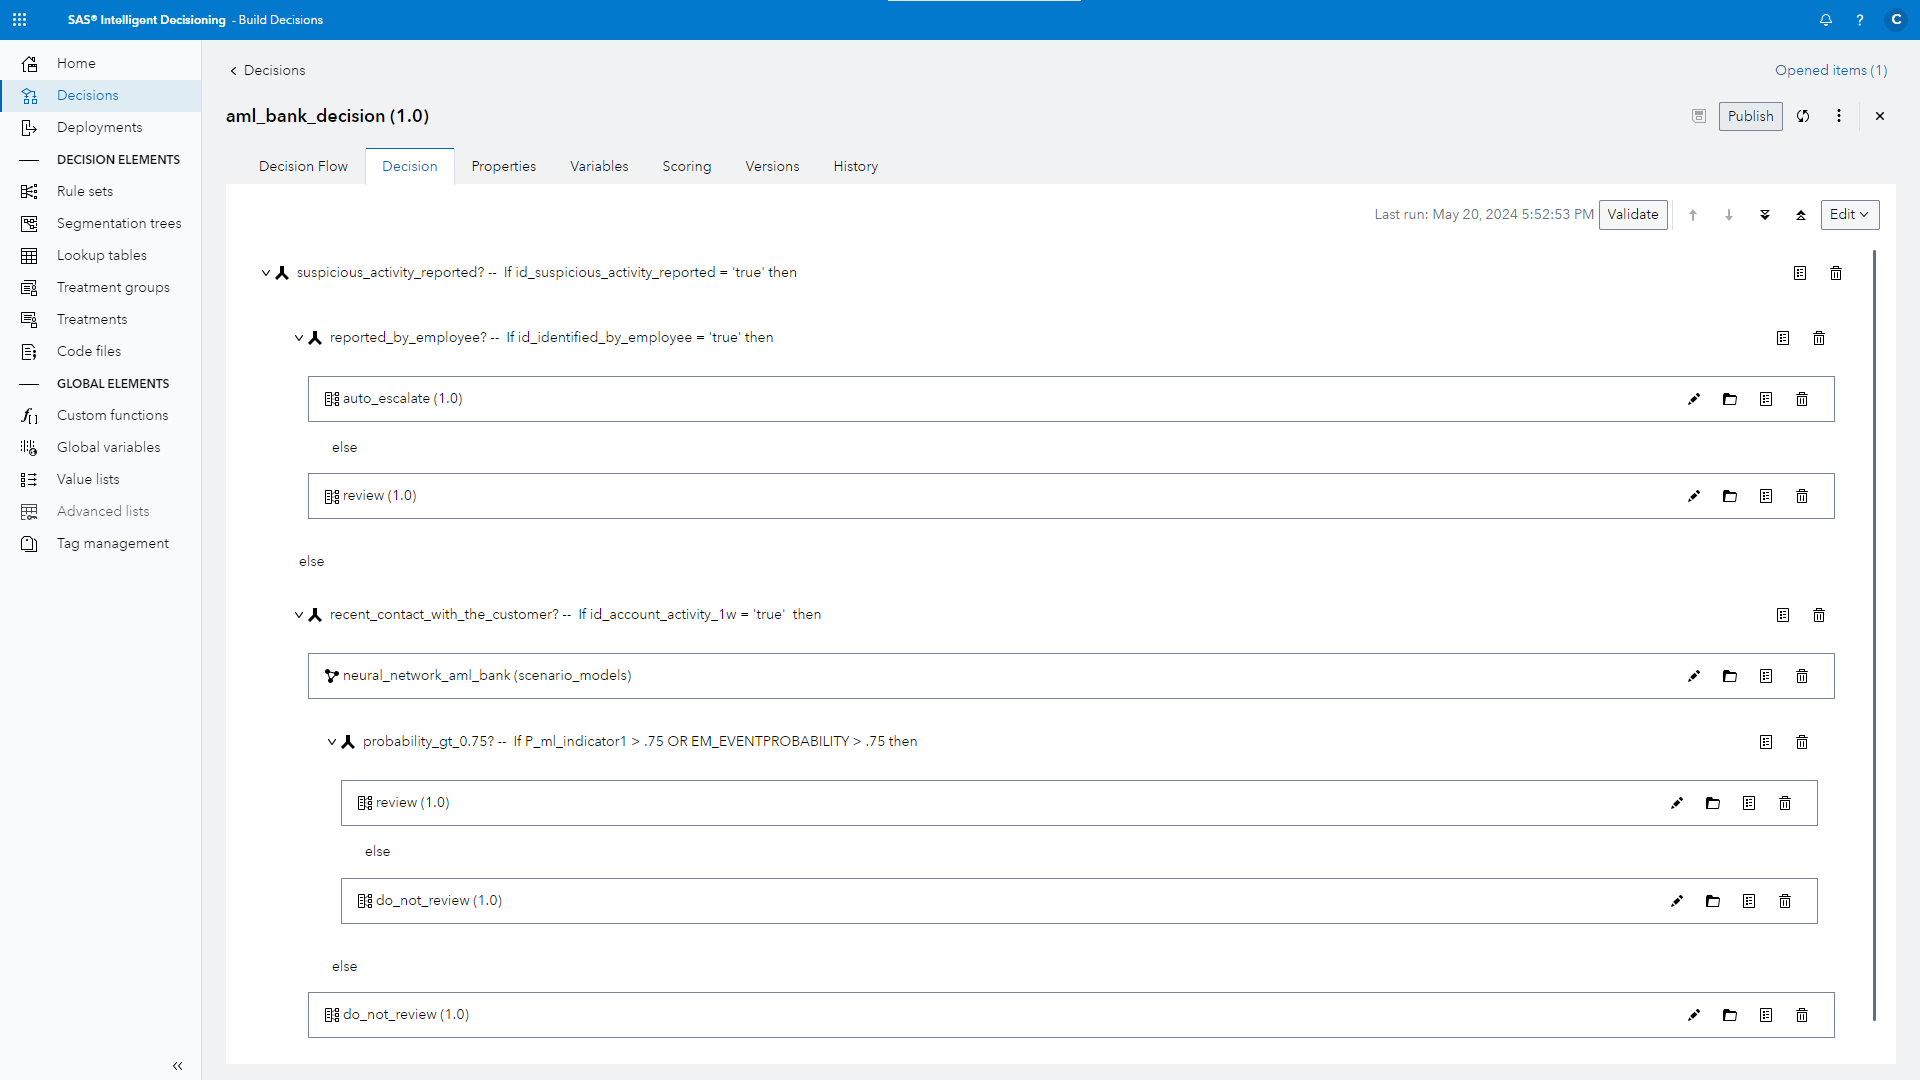 SAS® Intelligent Decisioning - Build Decisions
? C
Home
Decisions
Deployments
DECISION ELEMENTS
Rule sets
Segmentation trees
Lookup tables
Treatment groups
Treatments
Code files
GLOBAL ELEMENTS
Custom functions
Global variables
Value lists
Advanced lists
Tag management
Decisions
Opened items (1)
aml_bank_decision (1.0)
Publish
Decision Flow Decision Properties Variables Scoring Versions History
Last run: May 20, 2024 5:52:53 PM Validate Edit
suspicious_activity_reported? -- If id_suspicious_activity_reported = 'true' then
reported_by_employee? -- If id_identified_by_employee = 'true' then
auto_escalate (1.0)
else
review (1.0)
else
recent_contact_with_the_customer? -- If id_account_activity_1w = 'true' then
neural_network_aml_bank (scenario_models)
probability_gt_0.75? -- If P_ml_indicator1 > .75 OR EM_EVENTPROBABILITY > .75 then
review (1.0)
else
do_not_review (1.0)
else
do_not_review (1.0)